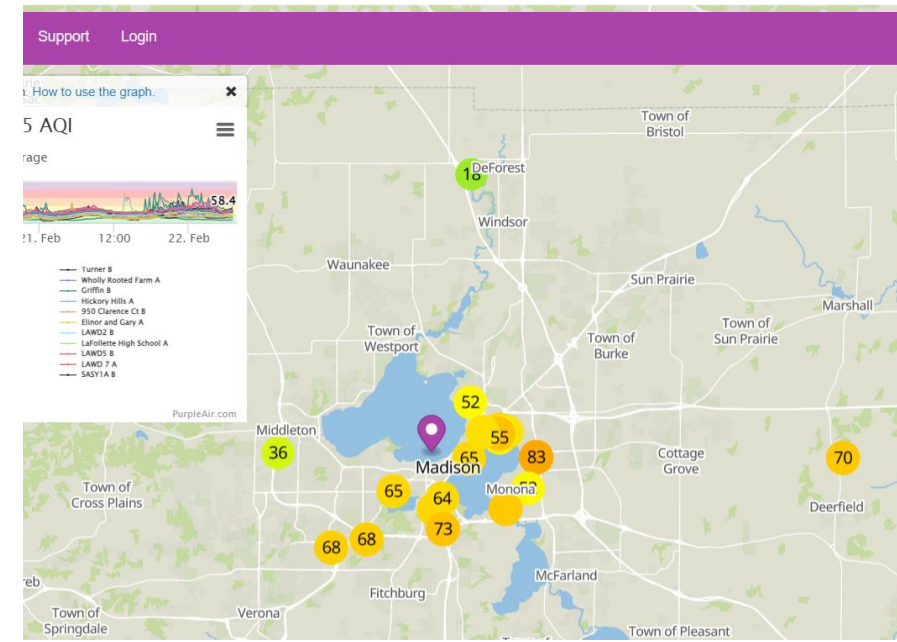 Support Login
How to use the graph. ✖
5 AQI
rage
58.4
21. Feb 12:00 22. Feb
Turner B
Wholly Rooted Farm A
Griffin B
Hickory Hills A
950 Clarence Ct B
Elinor and Gary A
LAWD2 B
LaFollette High School A
LAWDS B
LAWD 7 A
SASY1A B
PurpleAir.com
Town of
Bristol
18
DeForest
Windsor
Waunakee
Sun Prairie
Marshall
Town of
Westport
Town of
Burke
Town of
Sun Prairie
52
Middleton
55
36
65
83
Madison
Cottage
Grove
70
Town of
Cross Plains
65
64
Monona
Deerfield
73
68
68
McFarland
Fitchburg
eb
Verona
Town of
Springdale
Town of Pleasant